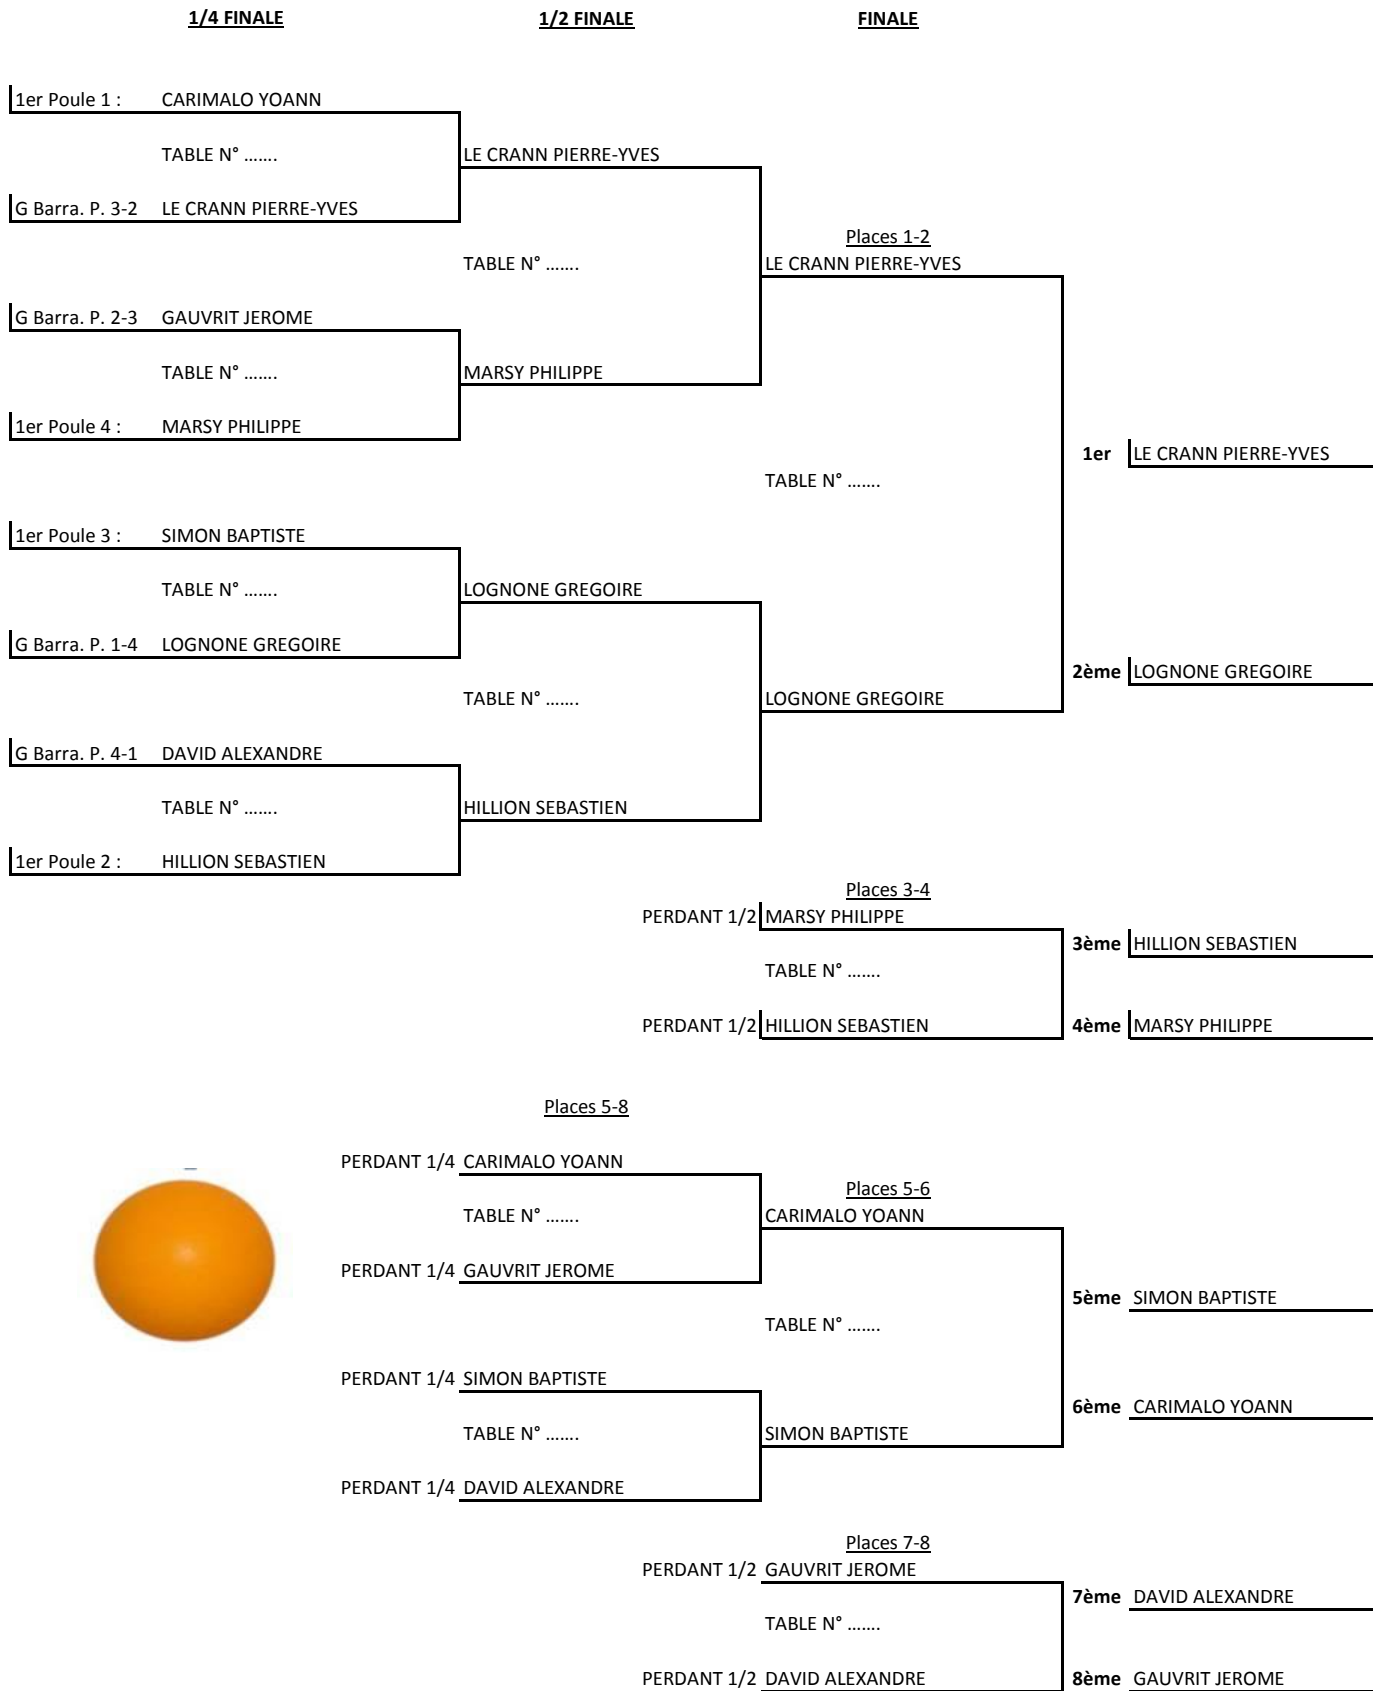 1/4 FINALE 1/2 FINALE FINALE
1er Poule 1 : CARIMALO YOANN
TABLE N° ....... LE CRANN PIERRE-YVES
G Barra. P. 3-2 LE CRANN PIERRE-YVES
Places 1-2
TABLE N° ....... LE CRANN PIERRE-YVES
G Barra. P. 2-3 GAUVRIT JEROME
TABLE N° ....... MARSY PHILIPPE
1er Poule 4 : MARSY PHILIPPE
1er LE CRANN PIERRE-YVES
TABLE N° .......
1er Poule 3 : SIMON BAPTISTE
TABLE N° ....... LOGNONE GREGOIRE
G Barra. P. 1-4 LOGNONE GREGOIRE
2ème LOGNONE GREGOIRE
TABLE N° ....... LOGNONE GREGOIRE
G Barra. P. 4-1 DAVID ALEXANDRE
TABLE N° ....... HILLION SEBASTIEN
1er Poule 2 : HILLION SEBASTIEN
Places 3-4
PERDANT 1/2 MARSY PHILIPPE
3ème HILLION SEBASTIEN
TABLE N° .......
PERDANT 1/2 HILLION SEBASTIEN 4ème MARSY PHILIPPE
Places 5-8
PERDANT 1/4 CARIMALO YOANN
Places 5-6
TABLE N° ....... CARIMALO YOANN
PERDANT 1/4 GAUVRIT JEROME
5ème SIMON BAPTISTE
TABLE N° .......
PERDANT 1/4 SIMON BAPTISTE
6ème CARIMALO YOANN
TABLE N° ....... SIMON BAPTISTE
PERDANT 1/4 DAVID ALEXANDRE
Places 7-8
PERDANT 1/2 GAUVRIT JEROME
7ème DAVID ALEXANDRE
TABLE N° .......
PERDANT 1/2 DAVID ALEXANDRE 8ème GAUVRIT JEROME